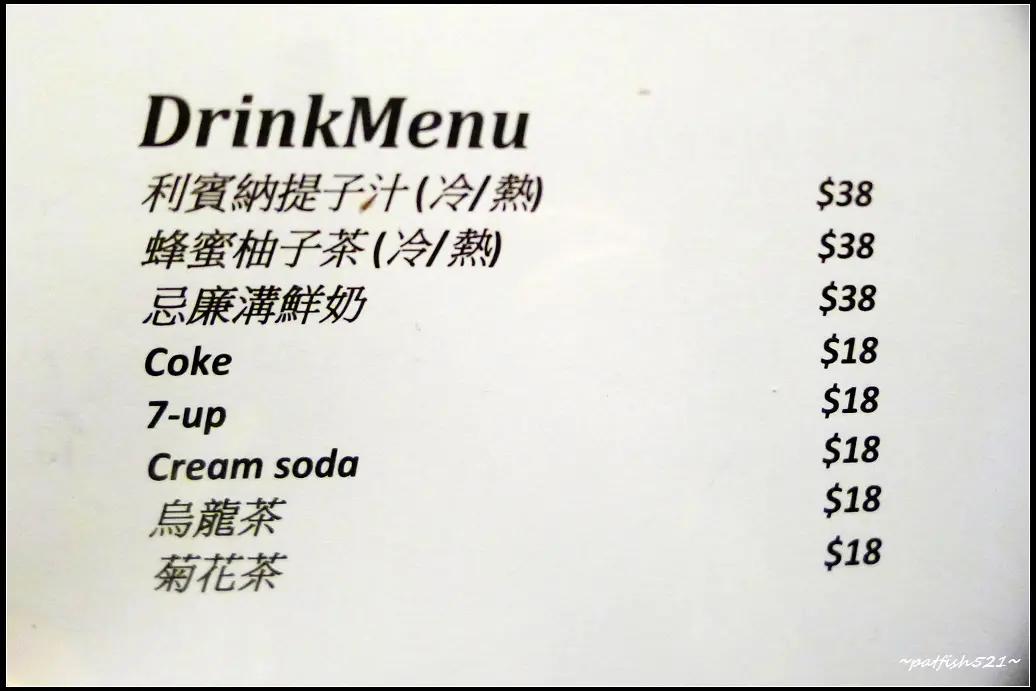 DrinkMenu
利賓納提子汁 (冷/熱) $38
蜂蜜柚子茶 (冷/熱) $38
忌廉溝鮮奶 $38
Coke $18
7-up $18
Cream soda $18
烏龍茶 $18
菊花茶 $18
~patfish521~